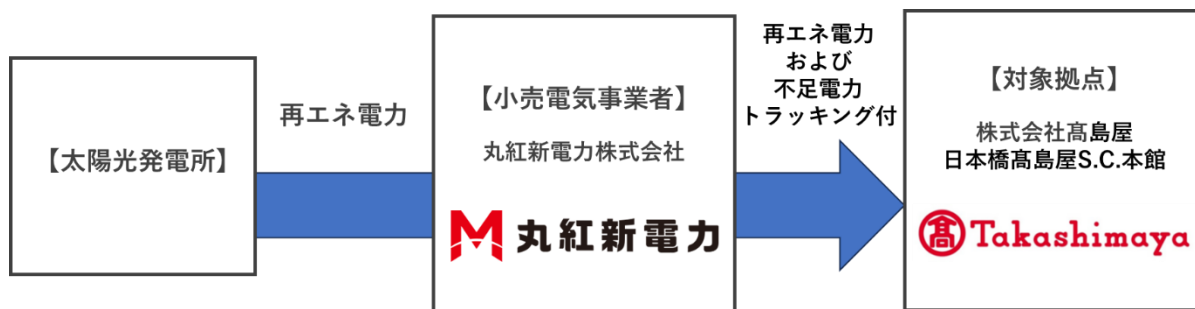 【太陽光発電所】
再エネ電力
【小売電気事業者】
丸紅新電力株式会社
丸紅新電力
再エネ電力
および
不足電力
トラッキング付
【対象拠点】
株式会社髙島屋
日本橋髙島屋S.C.本館
髙 Takashimaya